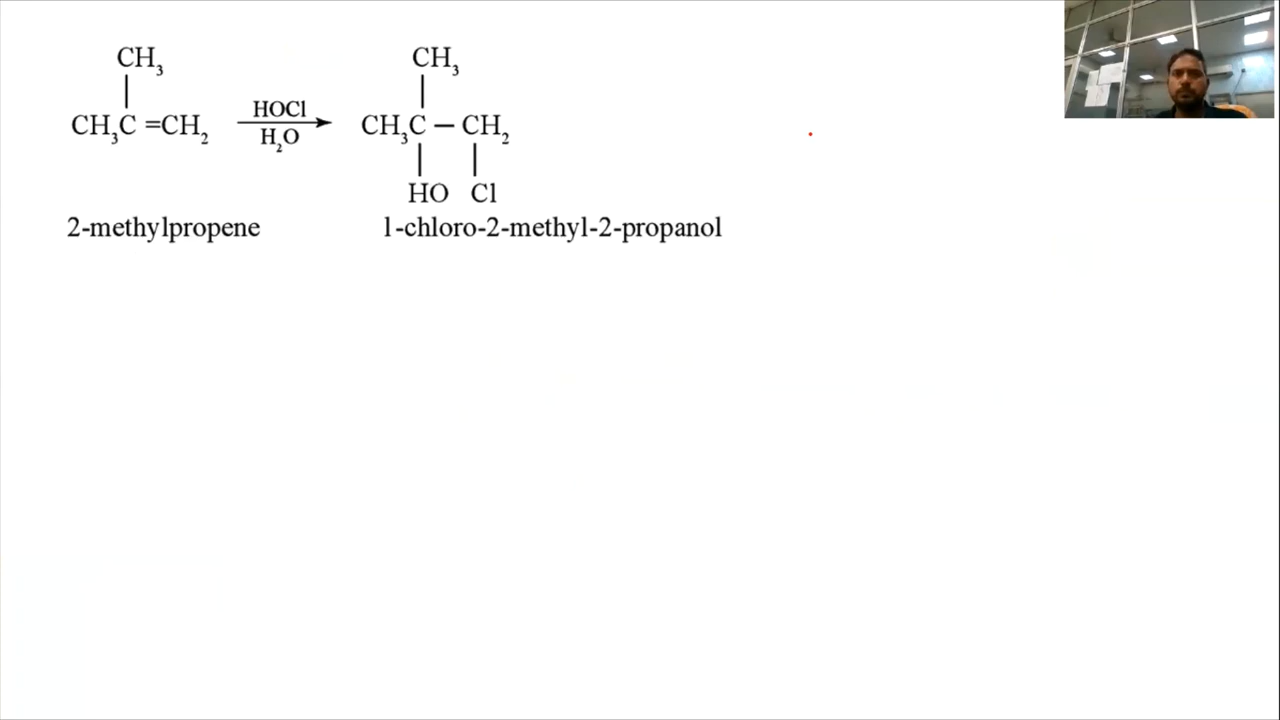 CH₃ CH₃
CH₃C =CH₂ HOCl H₂O CH₃C – CH₂
HO Cl
2-methylpropene 1-chloro-2-methyl-2-propanol